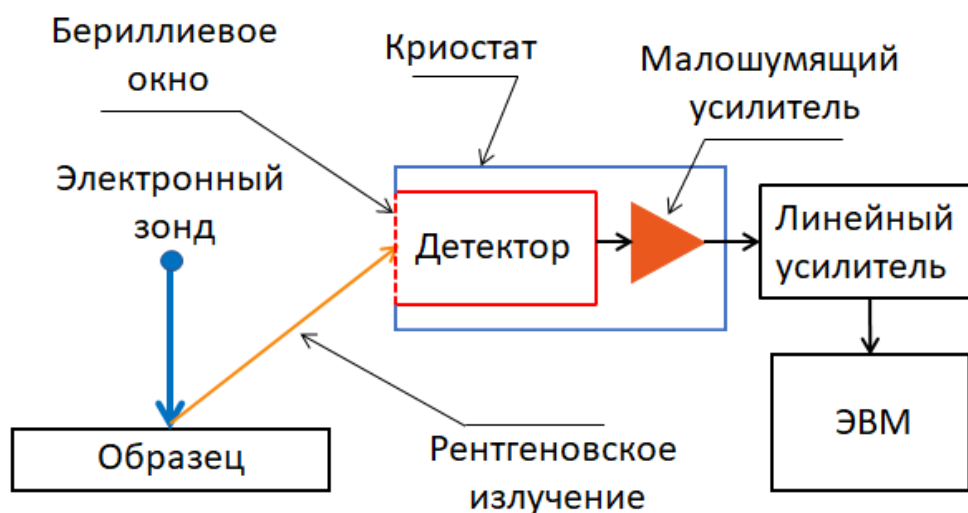 Бериллиевое
окно
Криостат
Малошумящий
усилитель
Электронный
зонд
Детектор
Линейный
усилитель
Образец
Рентгеновское
излучение
ЭВМ